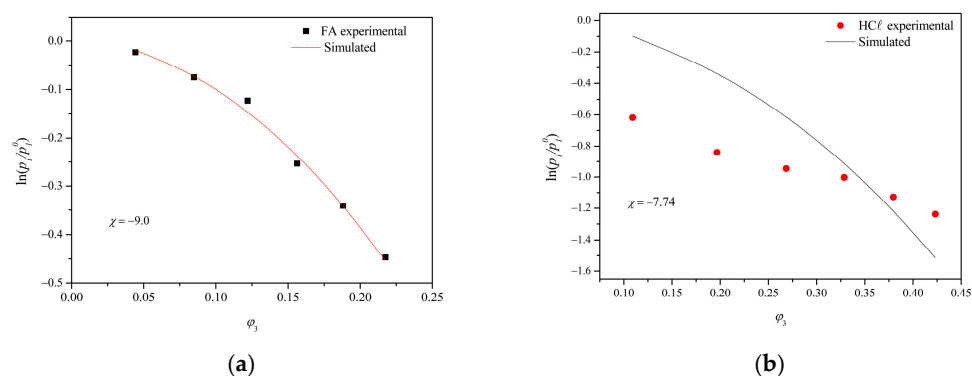 FA experimental
Simulated
0.0
−0.1
−0.2
−0.3
−0.4
−0.5
ln(p₁/p₁⁰)
χ = −9.0
0.00 0.05 0.10 0.15 0.20 0.25
φ₃
(a)
HCℓ experimental
Simulated
0.0
−0.2
−0.4
−0.6
−0.8
−1.0
−1.2
−1.4
−1.6
ln(p₁/p₁⁰)
χ = −7.74
0.10 0.15 0.20 0.25 0.30 0.35 0.40 0.45
φ₃
(b)